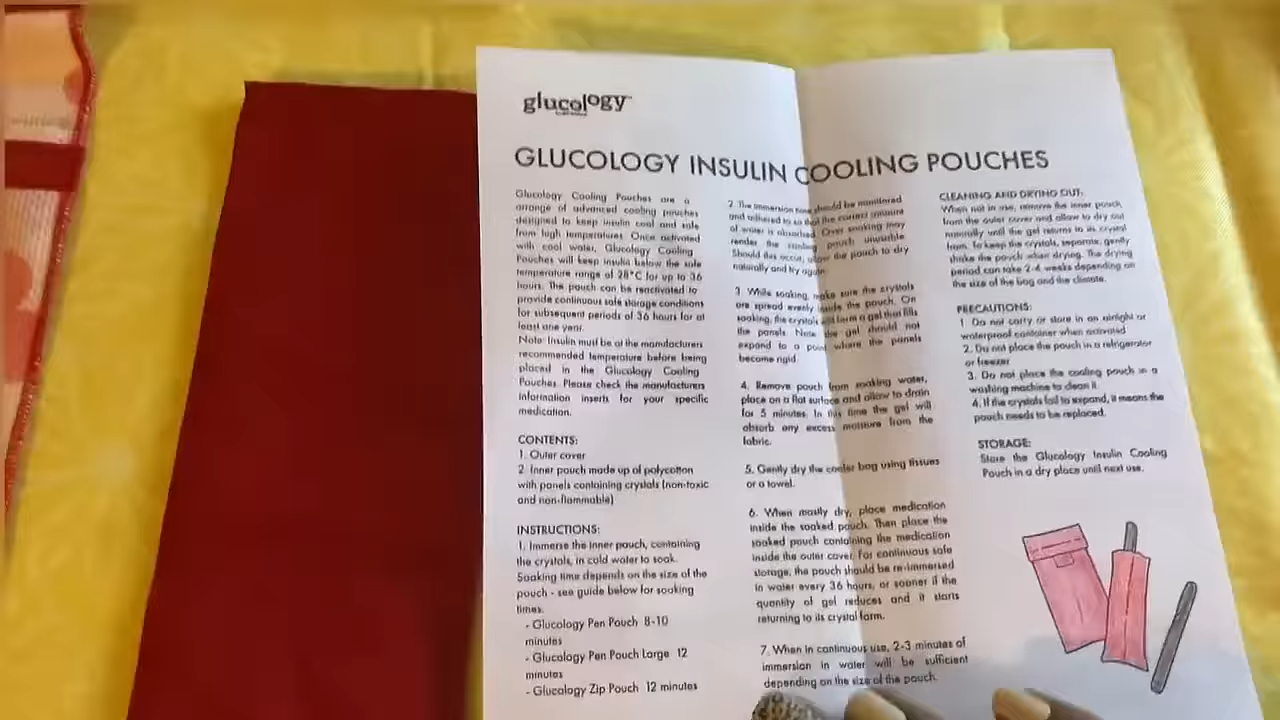 glucology™
GLUCOLOGY INSULIN COOLING POUCHES
Glucology Cooling Pouches are a
arrange of advanced cooling pouches
designed to keep insulin cool and safe
from high temperatures. Once activated
with cool water, Glucology Cooling
Pouches will keep insulin below the safe
temperature range of 28°C for up to 36
hours. The pouch can be reactivated to
provide continuous safe storage conditions
for subsequent periods of 36 hours for at
least one year.
Note: Insulin must be at the manufacturers
recommended temperature before being
placed in the Glucology Cooling
Pouches. Please check the manufacturers
information inserts for your specific
medication.
CONTENTS:
1. Outer cover
2. Inner pouch made up of polycotton
with panels containing crystals (non-toxic
and non-flammable)
INSTRUCTIONS:
1. Immerse the inner pouch, containing
the crystals, in cold water to soak.
Soaking time depends on the size of the
pouch - see guide below for soaking
times.
- Glucology Pen Pouch 8-10
minutes
- Glucology Pen Pouch Large 12
minutes
- Glucology Zip Pouch 12 minutes
2. The immersion time should be monitored
and adhered to so that the correct amount
of water is absorbed. Over soaking may
render the cooling pouch unusable.
Should this occur, allow the pouch to dry
naturally and try again.
3. While soaking, make sure the crystals
are spread evenly inside the pouch. On
soaking, the crystals will form a gel that fills
the panels. Note: the gel should not
expand to a point where the panels
become rigid.
4. Remove pouch from soaking water,
place on a flat surface and allow to drain
for 5 minutes. In this time the gel will
absorb any excess moisture from the
fabric.
5. Gently dry the cooler bag using tissues
or a towel.
6. When mostly dry, place medication
inside the soaked pouch. Then place the
soaked pouch containing the medication
inside the outer cover. For continuous safe
storage, the pouch should be re-immersed
in water every 36 hours, or sooner if the
quantity of gel reduces and it starts
returning to its crystal form.
7. When in continuous use, 2-3 minutes of
immersion in water will be sufficient
depending on the size of the pouch.
CLEANING AND DRYING OUT:
When not in use, remove the inner pouch
from the outer cover and allow to dry out
naturally until the gel returns to its crystal
form. To keep the crystals, separate, gently
shake the pouch when drying. The drying
period can take 2-4 weeks depending on
the size of the bag and the climate.
PRECAUTIONS:
1. Do not carry or store in an airtight or
waterproof container when activated
2. Do not place the pouch in a refrigerator
or freezer
3. Do not place the cooling pouch in a
washing machine to clean it
4. If the crystals fail to expand, it means the
pouch needs to be replaced.
STORAGE:
Store the Glucology Insulin Cooling
Pouch in a dry place until next use.